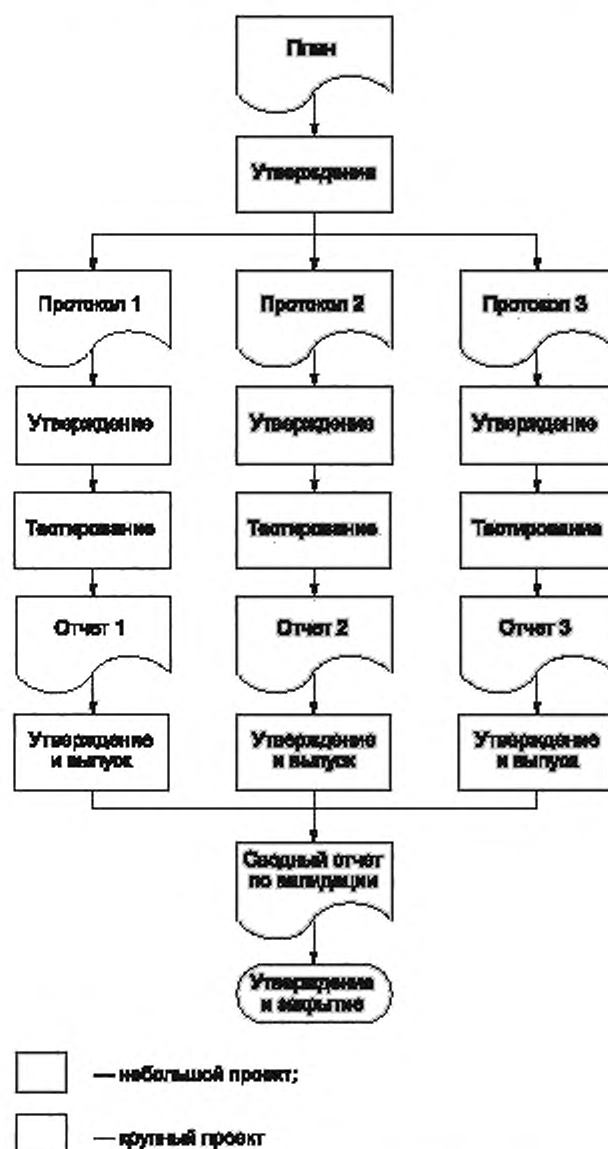 План
Утверждение
Протокол 1
Протокол 2
Протокол 3
Утверждение
Утверждение
Утверждение
Тестирование
Тестирование
Тестирование
Отчет 1
Отчет 2
Отчет 3
Утверждение
и выпуск
Утверждение
и выпуск
Утверждение
и выпуск
Сводный отчет
по валидации
Утверждение
и закрытие
— небольшой проект;
— крупный проект